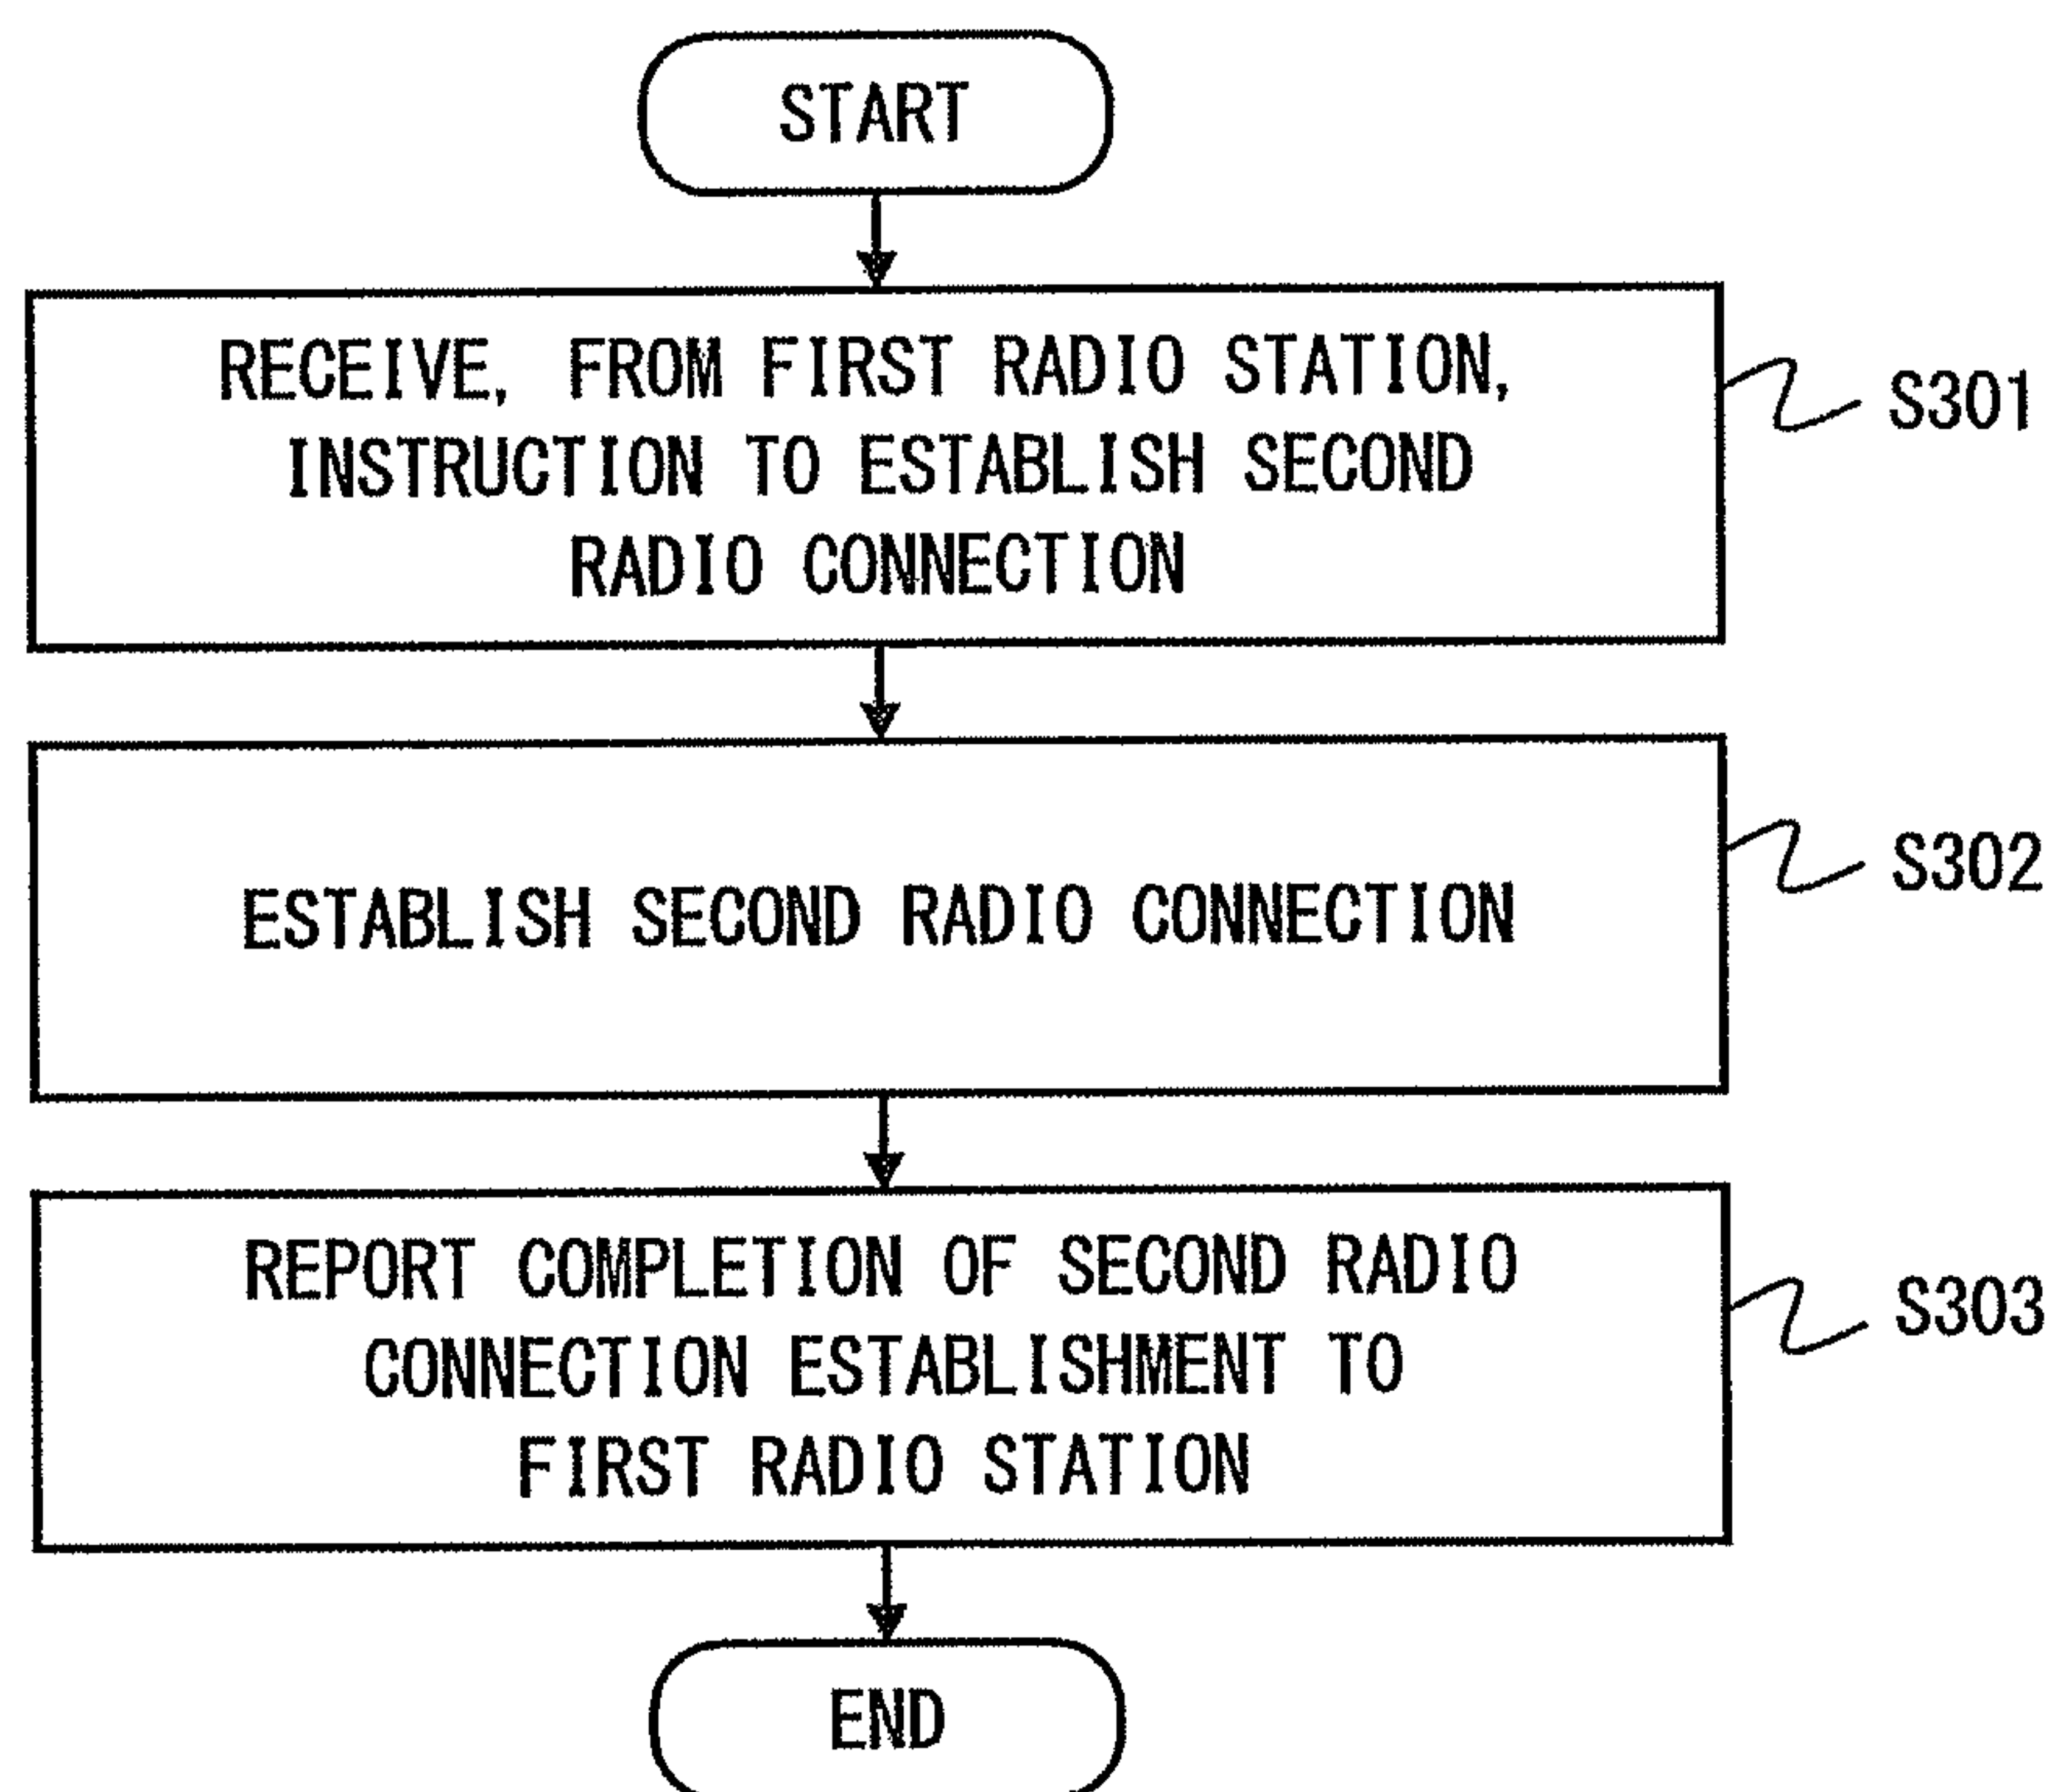 START
RECEIVE, FROM FIRST RADIO STATION,
INSTRUCTION TO ESTABLISH SECOND
RADIO CONNECTION
S301
ESTABLISH SECOND RADIO CONNECTION
S302
REPORT COMPLETION OF SECOND RADIO
CONNECTION ESTABLISHMENT TO
FIRST RADIO STATION
S303
END